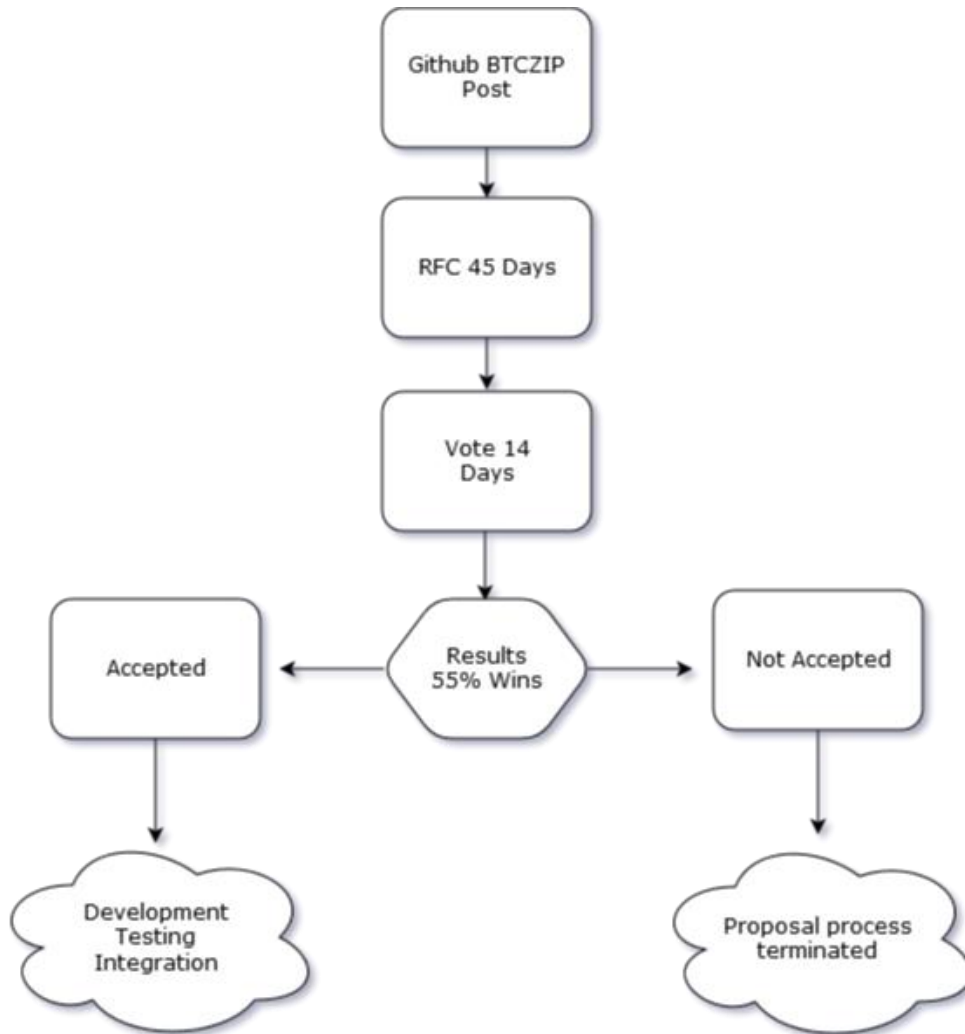 Github BTCZIP
Post
RFC 45 Days
Vote 14
Days
Results
55% Wins
Accepted
Not Accepted
Development
Testing
Integration
Proposal process
terminated